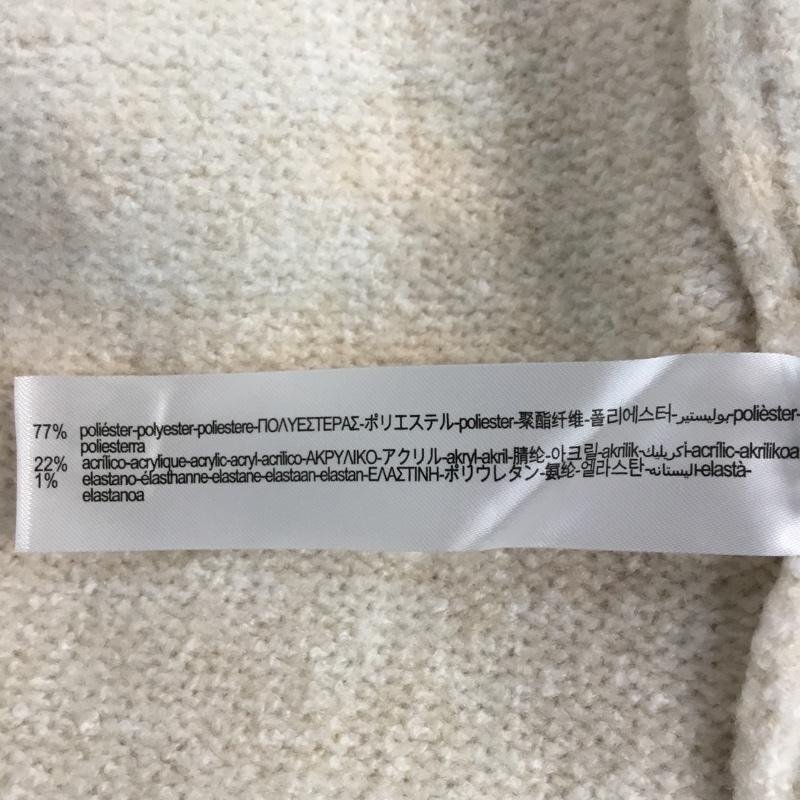 77% poliéster-polyester-poliestere-ΠΟΛΥΕΣΤΕΡΑΣ-ポリエステル-poliester-聚酯纤维-폴리에스터-بوليستير-polièster-
poliesterra
22% acrílico-acrylique-acrylic-acryl-acrilico-ΑΚΡΥΛΙΚΟ-アクリル-akryl-akril-腈纶-아크릴-akrilik-أكريليك-acrílic-akrilikoa
1% elastano-élasthanne-elastane-elastaan-elastan-ΕΛΑΣΤΙΝΗ-ポリウレタン-氨纶-엘라스탄-اليستانه-elastà-
elastanoa